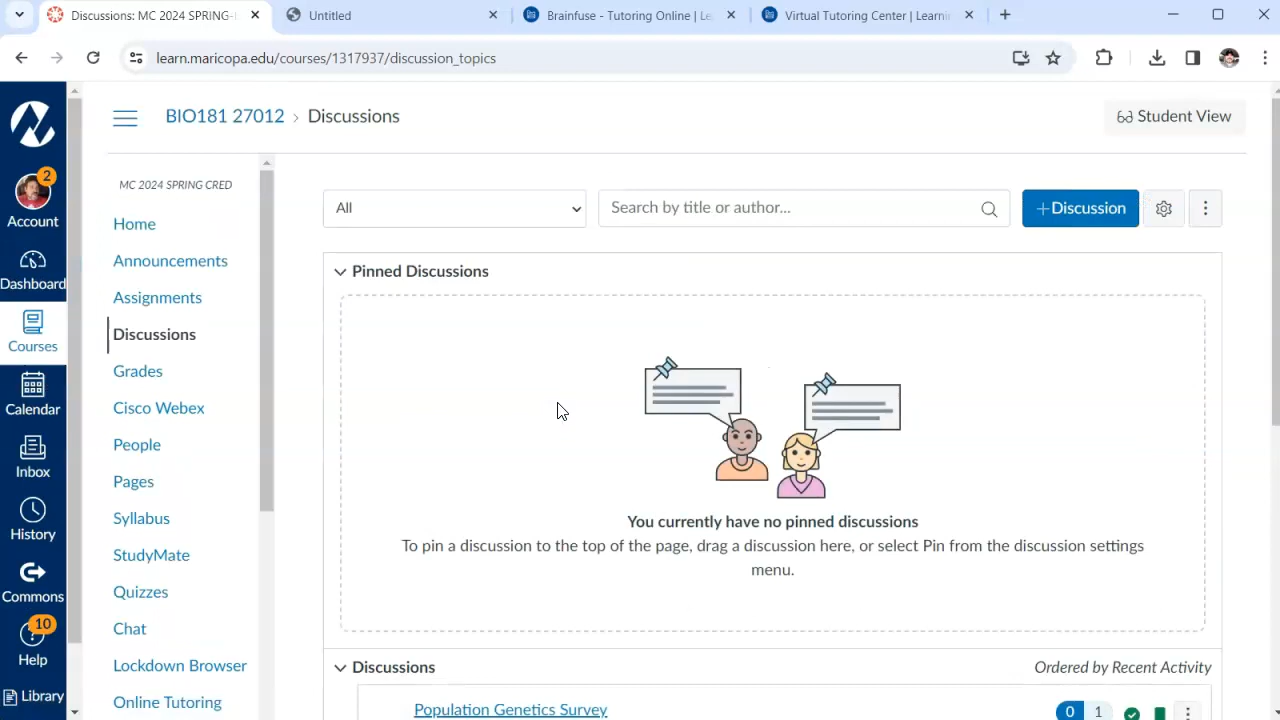 Discussions: MC 2024 SPRING-
Untitled
Brainfuse - Tutoring Online | Le
Virtual Tutoring Center | Learnin
learn.maricopa.edu/courses/1317937/discussion_topics
BIO181 27012 › Discussions
Student View
2
Account
Dashboard
Courses
Calendar
Inbox
History
Commons
10
Help
Library
MC 2024 SPRING CRED
Home
Announcements
Assignments
Discussions
Grades
Cisco Webex
People
Pages
Syllabus
StudyMate
Quizzes
Chat
Lockdown Browser
Online Tutoring
All
Search by title or author...
+Discussion
Pinned Discussions
You currently have no pinned discussions
To pin a discussion to the top of the page, drag a discussion here, or select Pin from the discussion settings
menu.
Discussions
Ordered by Recent Activity
Population Genetics Survey
0 1